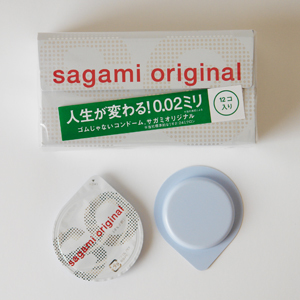 sagami original
人生が変わる!0.02ミリ
ゴムじゃないコンドーム、サガミオリジナル
12コ
入り
sagami original